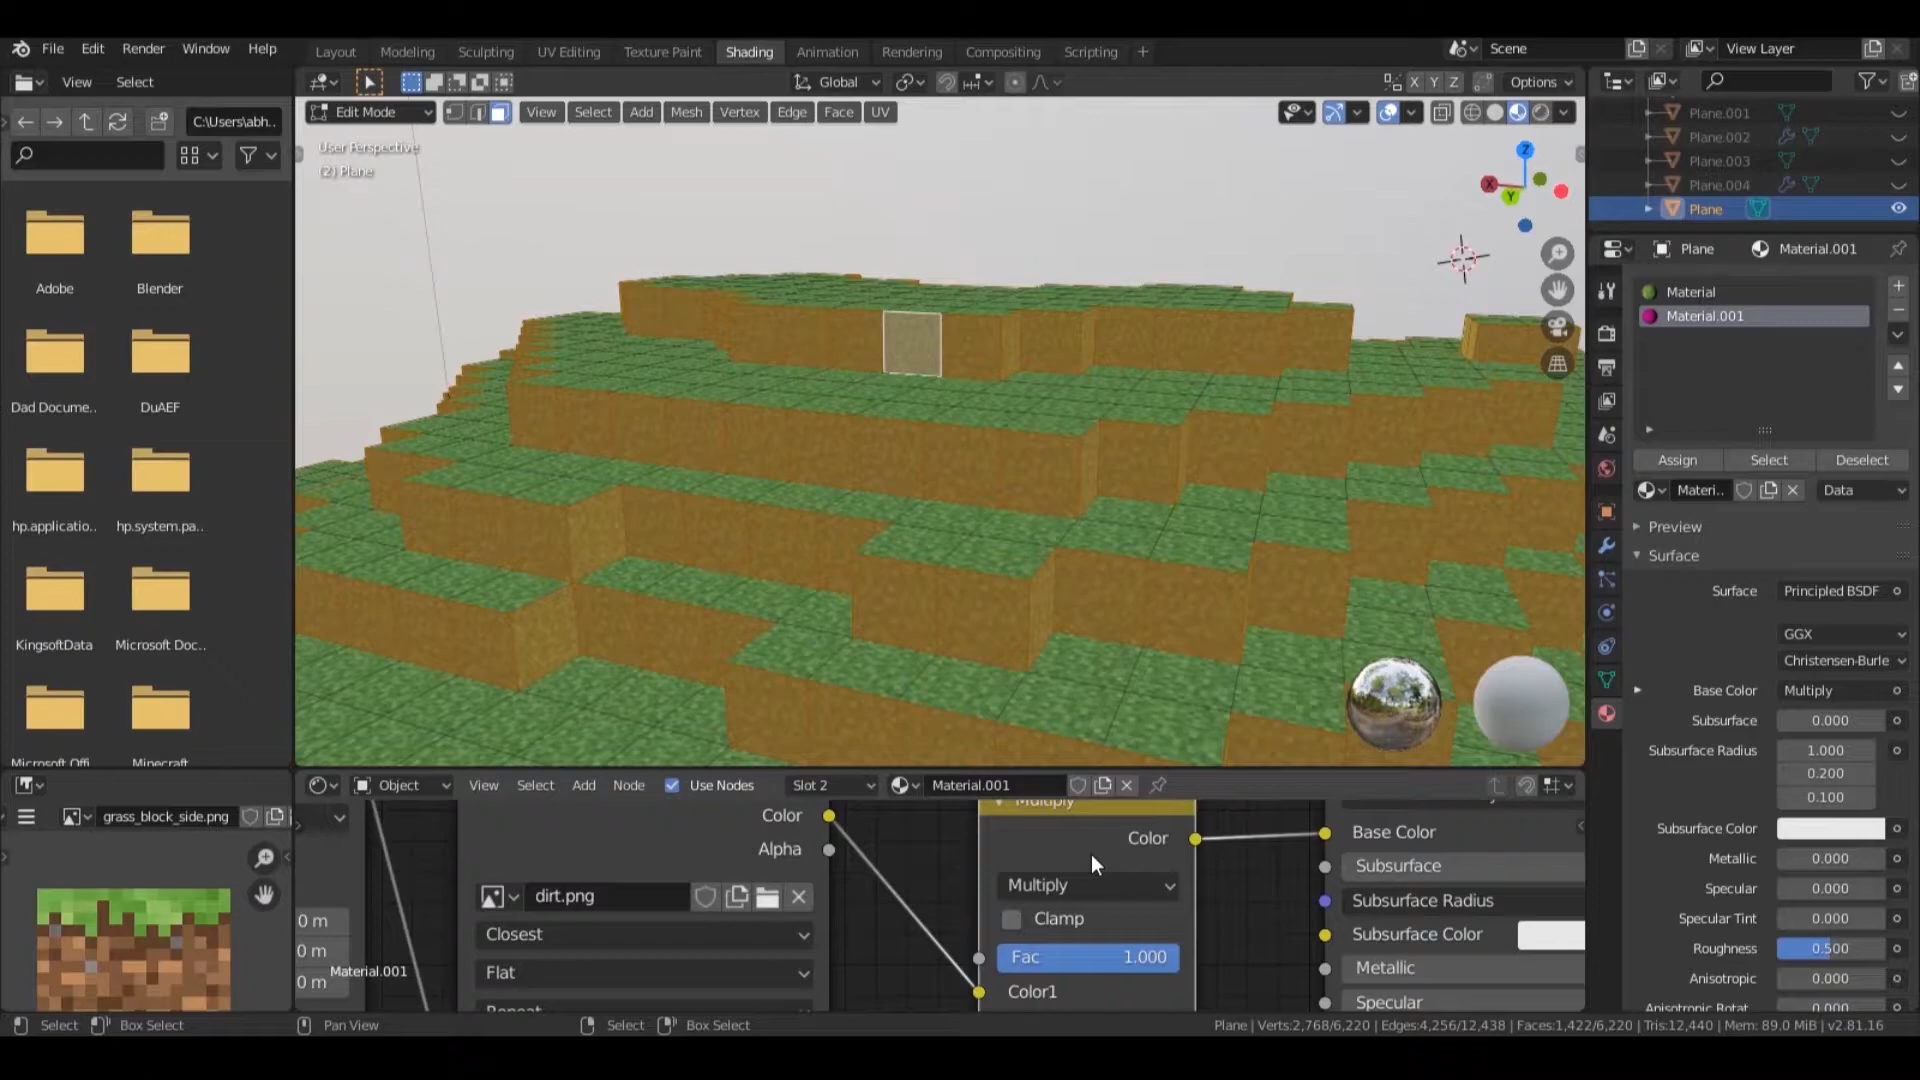 File Edit Render Window Help
Layout Modeling Sculpting UV Editing Texture Paint Shading Animation Rendering Compositing Scripting +
Scene
View Layer
View Select
Global
X Y Z
Options
C:\Users\abh..
Edit Mode
View Select Add Mesh Vertex Edge Face UV
User Perspective
(2) Plane
Z
X
Y
Plane.001
Plane.002
Plane.003
Plane.004
Plane
Plane Material.001
Material
Material.001
Assign Select Deselect
Materi.. Data
Preview
Surface
Surface Principled BSDF
GGX
Christensen-Burle
Base Color Multiply
Subsurface 0.000
Subsurface Radius 1.000
0.200
0.100
Subsurface Color
Metallic 0.000
Specular 0.000
Specular Tint 0.000
Roughness 0.500
Anisotropic 0.000
Anisotropic Rotat. 0.000
Adobe Blender
Dad Docume.. DuAEF
hp.applicatio.. hp.system.pa..
KingsoftData Microsoft Doc..
Microsoft Offi Minecraft
grass_block_side.png
Object View Select Add Node Use Nodes Slot 2 Material.001
Color
Alpha
dirt.png
Closest
Flat
Repeat
0 m
0 m
0 m
Material.001
Multiply
Color
Multiply
Clamp
Fac 1.000
Color1
Base Color
Subsurface
Subsurface Radius
Subsurface Color
Metallic
Specular
Select Box Select Pan View Select Box Select
Plane | Verts:2,768/6,220 | Edges:4,256/12,438 | Faces:1,422/6,220 | Tris:12,440 | Mem: 89.0 MiB | v2.81.16